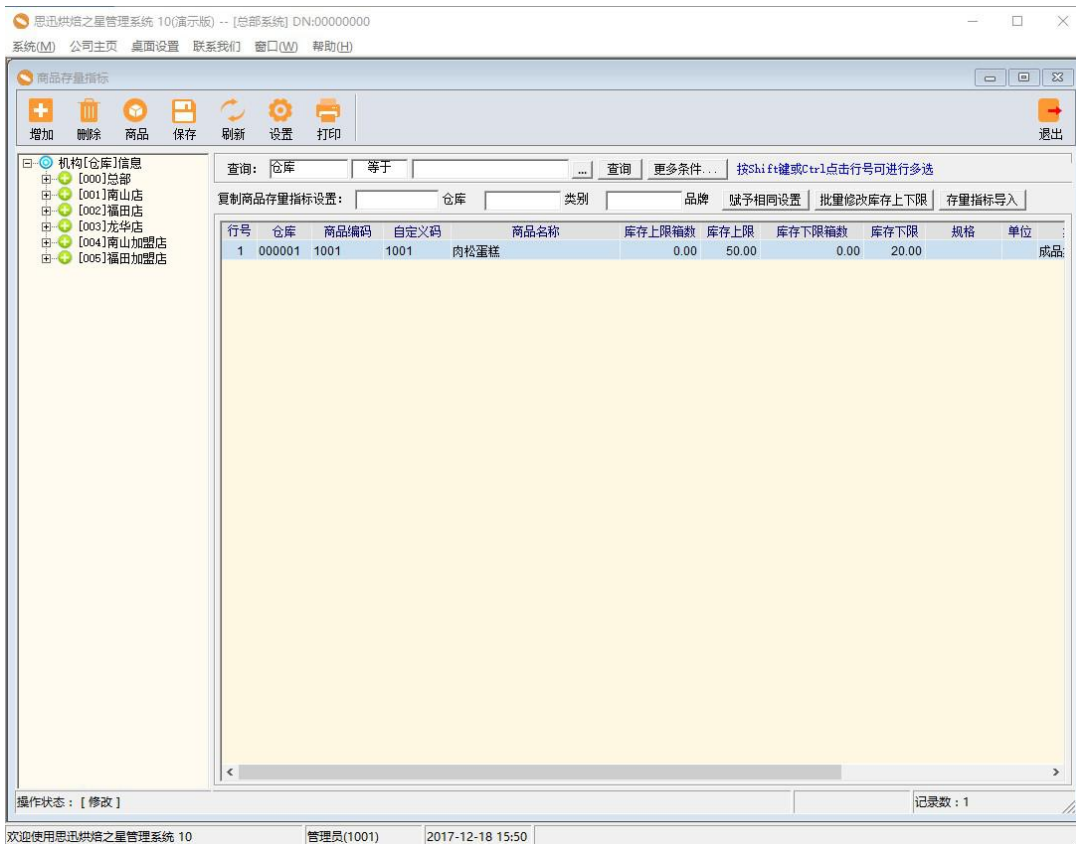 思迅烘焙之星管理系统 10(演示版) -- [总部系统] DN:00000000
系统(M) 公司主页 桌面设置 联系我们 窗口(W) 帮助(H)
商品存量指标
增加 删除 商品 保存 刷新 设置 打印 退出
机构[仓库]信息
[000]总部
[001]南山店
[002]福田店
[003]龙华店
[004]南山加盟店
[005]福田加盟店
查询: 仓库 等于 ... 查询 更多条件... 按Shift键或Ctrl点击行号可进行多选
复制商品存量指标设置: 仓库 类别 品牌 赋予相同设置 批量修改库存上下限 存量指标导入
行号 仓库 商品编码 自定义码 商品名称 库存上限箱数 库存上限 库存下限箱数 库存下限 规格 单位
1 000001 1001 1001 肉松蛋糕 0.00 50.00 0.00 20.00 成品
操作状态: [ 修改 ] 记录数: 1
欢迎使用思迅烘焙之星管理系统 10 管理员(1001) 2017-12-18 15:50